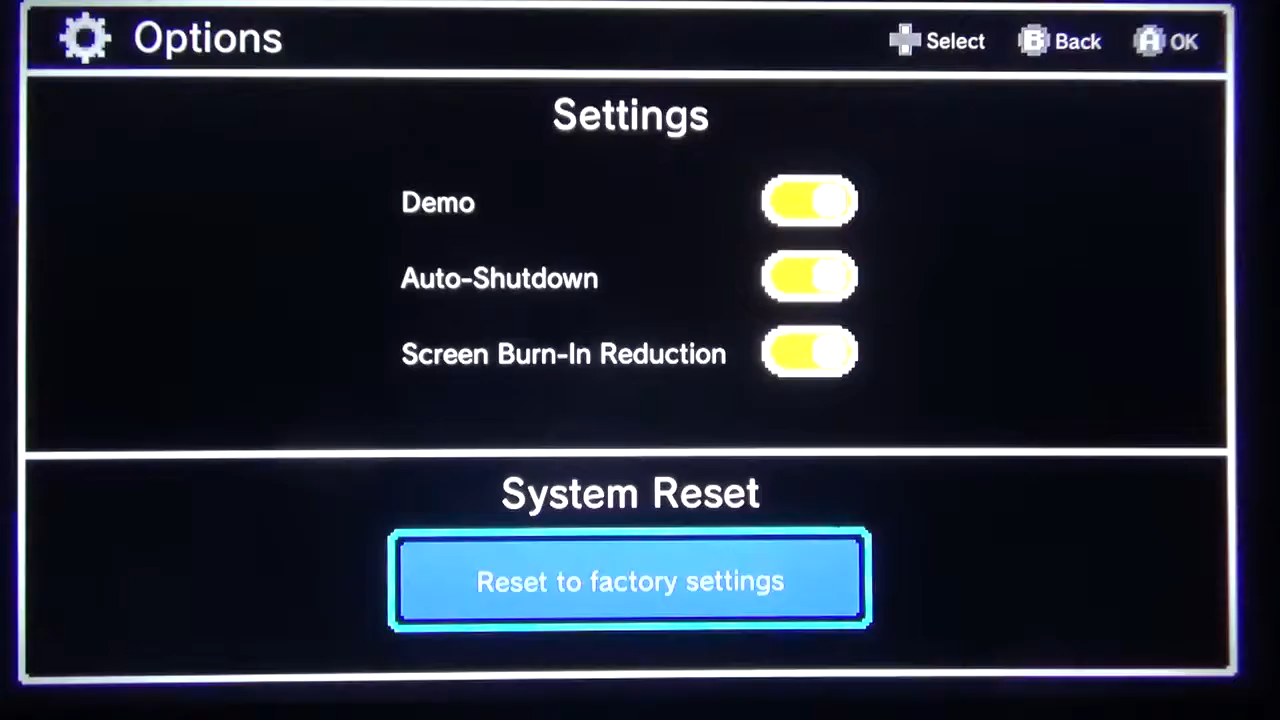 Options
Select
B Back
A OK
Settings
Demo
Auto-Shutdown
Screen Burn-In Reduction
System Reset
Reset to factory settings